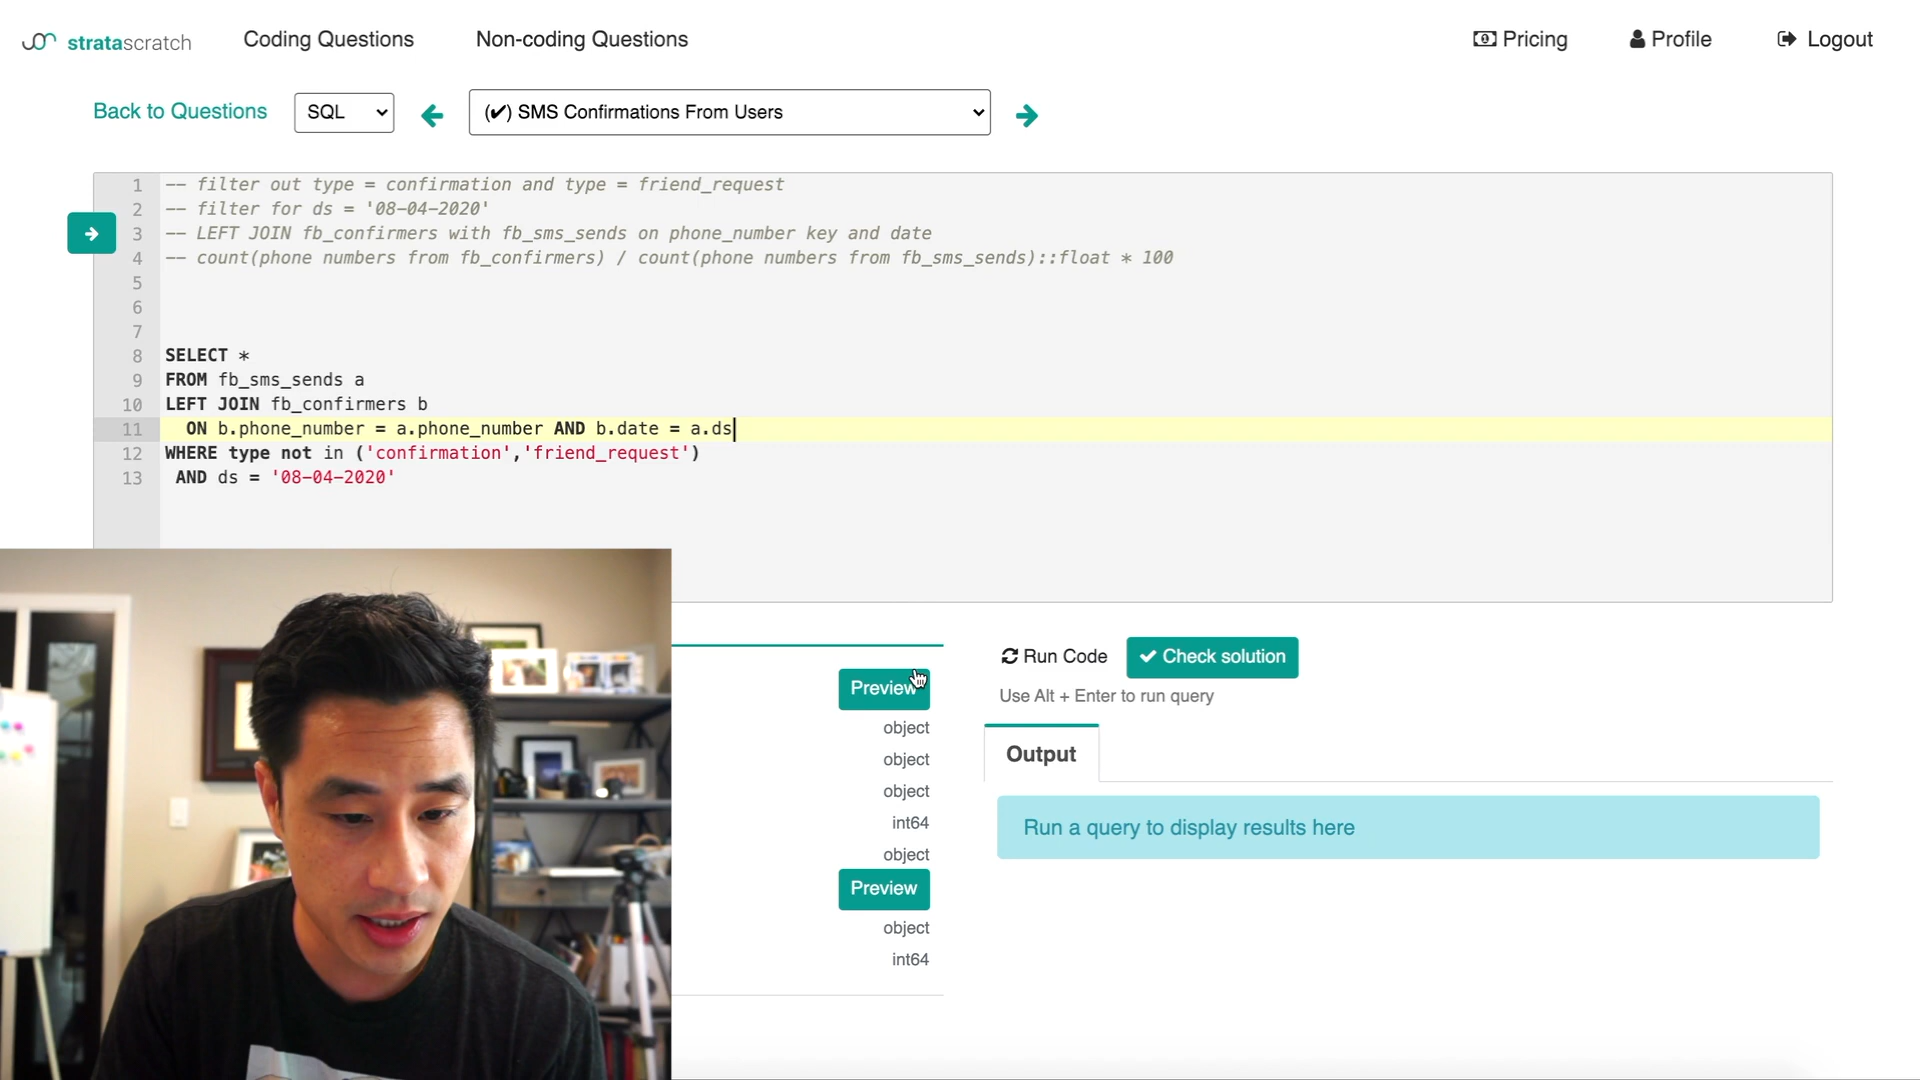 stratascratch
Coding Questions
Non-coding Questions
Pricing
Profile
Logout
Back to Questions
SQL
(✔) SMS Confirmations From Users
1 -- filter out type = confirmation and type = friend_request
2 -- filter for ds = '08-04-2020'
3 -- LEFT JOIN fb_confirmers with fb_sms_sends on phone_number key and date
4 -- count(phone numbers from fb_confirmers) / count(phone numbers from fb_sms_sends)::float * 100
5
6
7
8 SELECT *
9 FROM fb_sms_sends a
10 LEFT JOIN fb_confirmers b
11 ON b.phone_number = a.phone_number AND b.date = a.ds
12 WHERE type not in ('confirmation','friend_request')
13 AND ds = '08-04-2020'
Preview
object
object
object
int64
object
Preview
object
int64
Run Code
✔ Check solution
Use Alt + Enter to run query
Output
Run a query to display results here